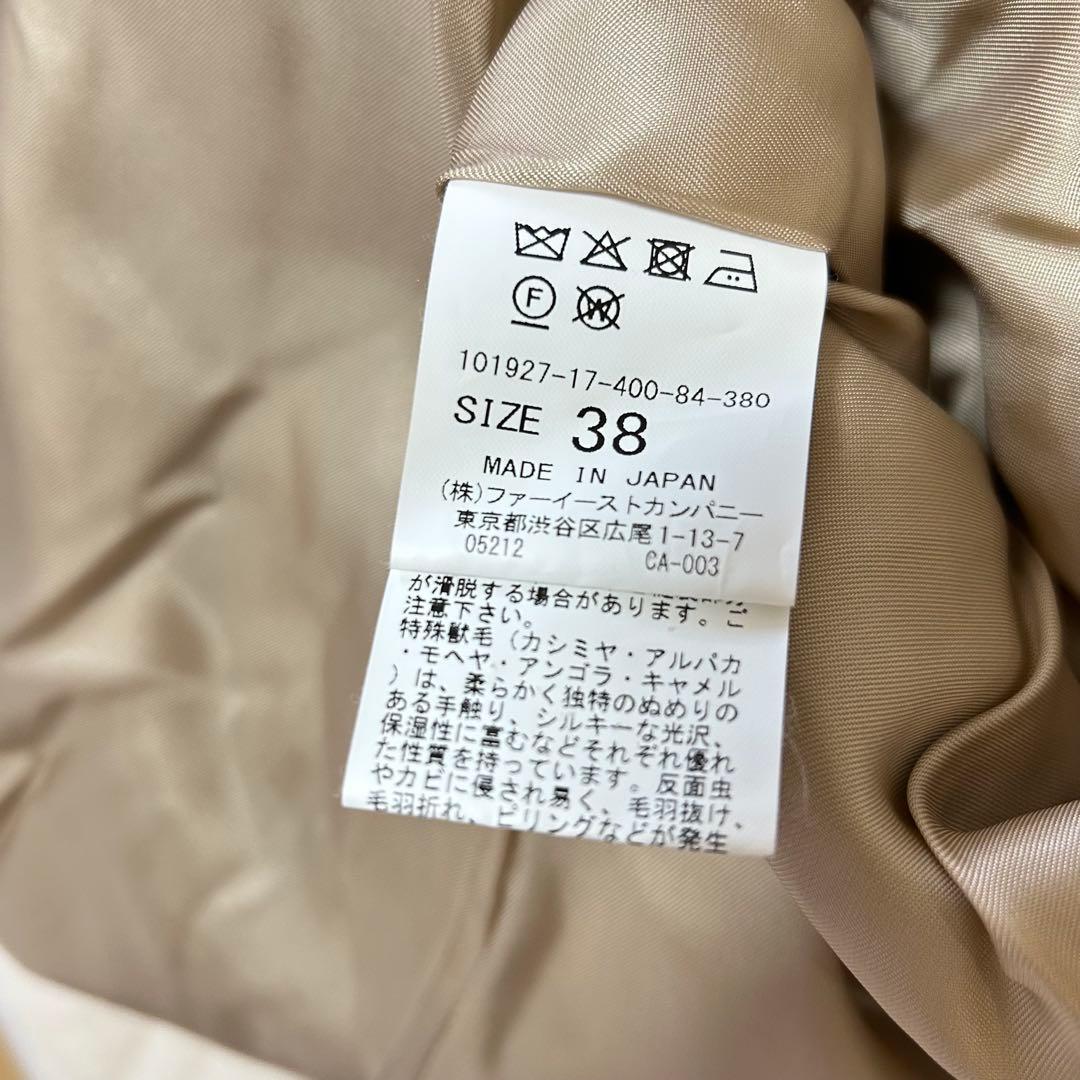 F W
101927-17-400-84-380
SIZE 38
MADE IN JAPAN
(株)ファーイーストカンパニー
東京都渋谷区広尾1-13-7
05212 CA-003
が滑脱する場合があります。ご
注意下さい。
特殊獣毛(カシミヤ・アルパカ
・モヘヤ・アンゴラ・キャメル
)は、柔らかく独特のぬめりの
ある手触り、シルキーな光沢、
保湿性に富むなどそれぞれ優れ
た性質を持っています。反面虫
やカビに侵され易く、毛羽抜け、
毛羽折れ、ピリングなどが発生